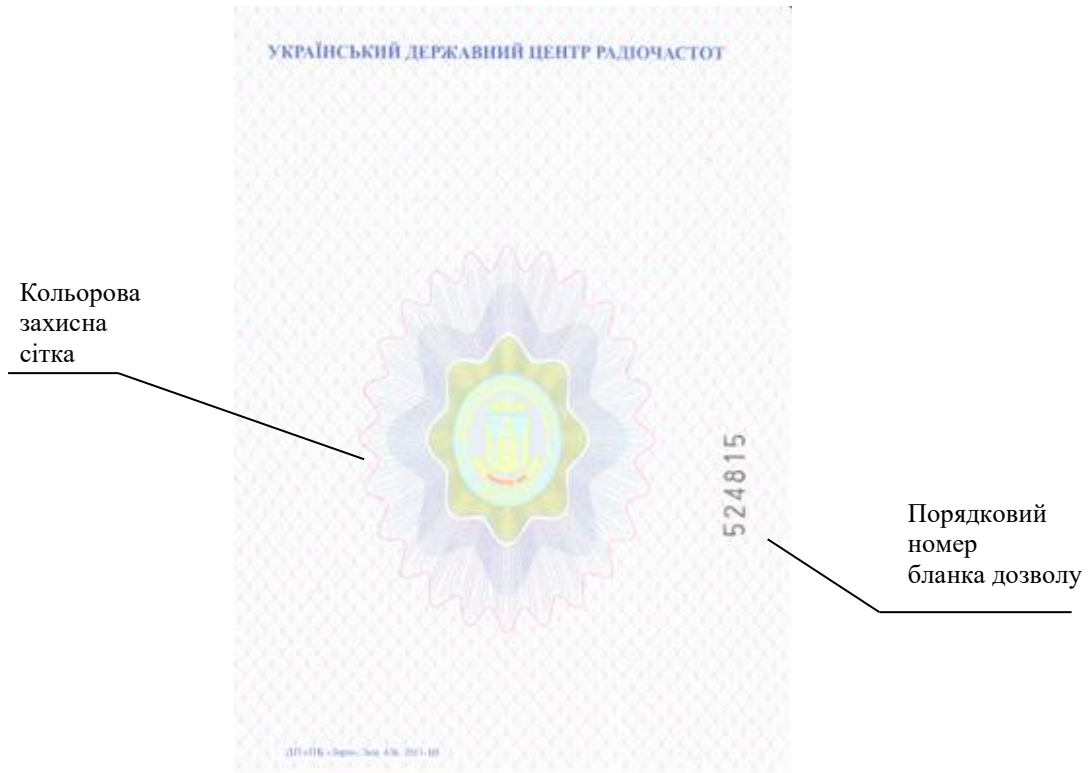 УКРАЇНСЬКИЙ ДЕРЖАВНИЙ ЦЕНТР РАДІОЧАСТОТ
Кольорова
захисна
сітка
524815
Порядковий
номер
бланка дозволу